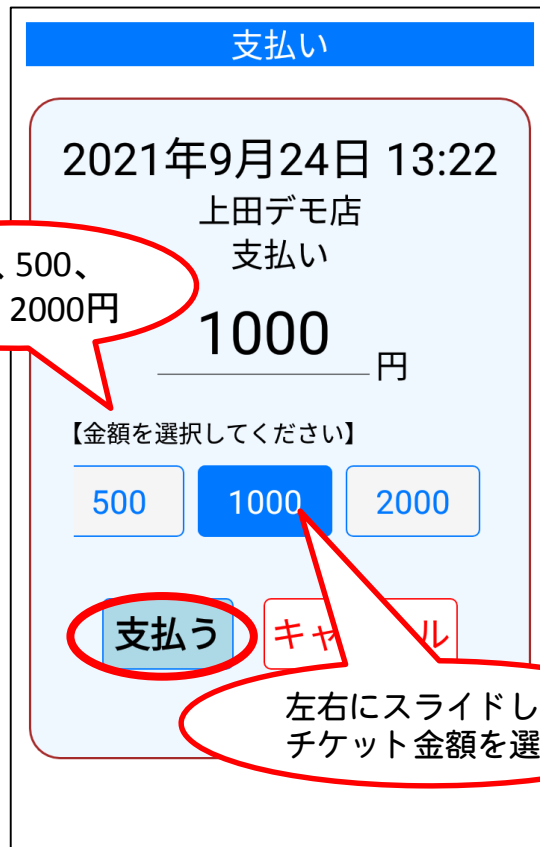 支払い
2021年9月24日 13:22
上田デモ店
支払い
、500、
2000円
1000
円
【金額を選択してください】
500
1000
2000
支払う
キャ
ル
左右にスライドし
チケット金額を選